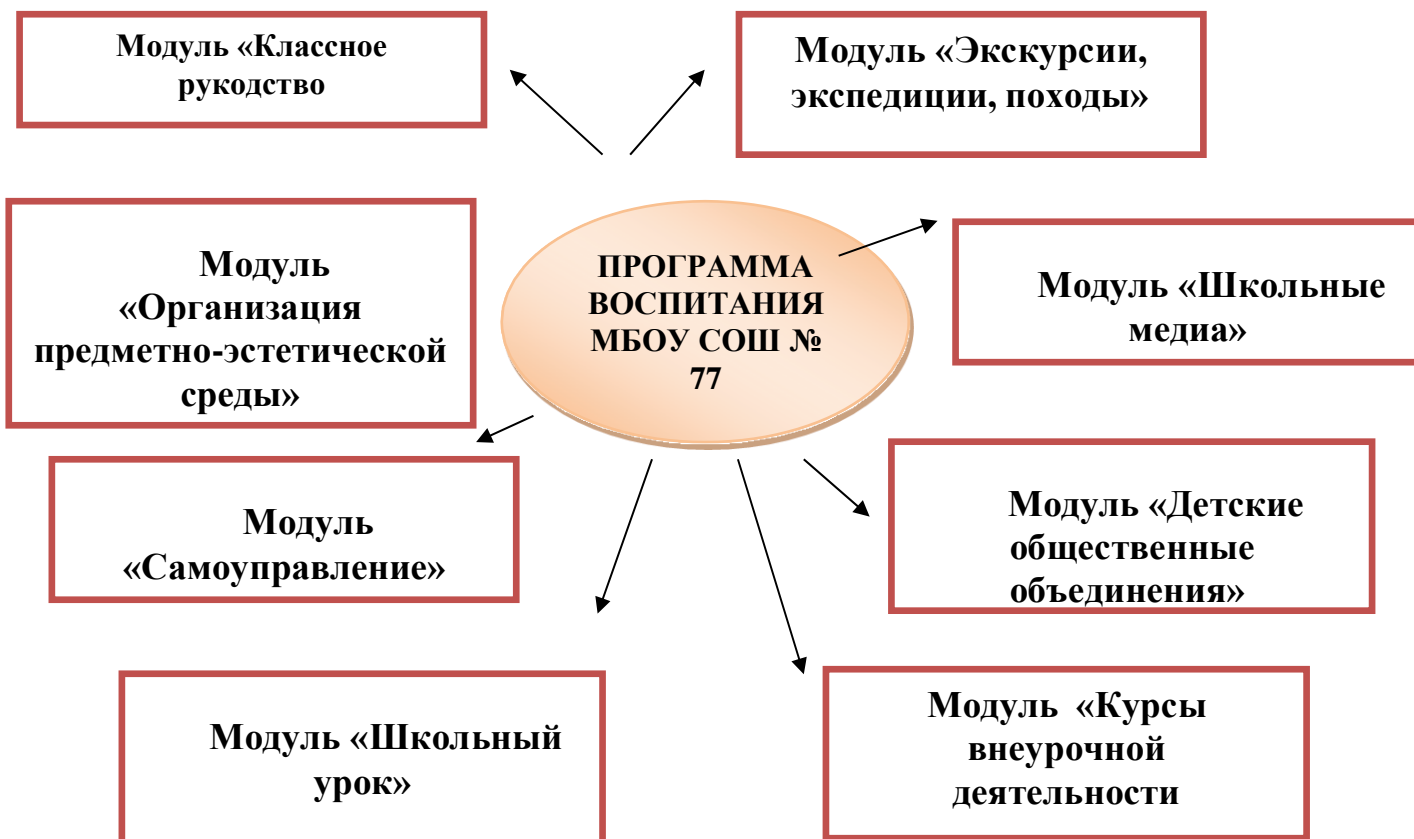 Модуль «Классное
рукодство
Модуль «Экскурсии,
экспедиции, походы»
Модуль
«Организация
предметно-эстетической
среды»
ПРОГРАММА
ВОСПИТАНИЯ
МБОУ СОШ №
77
Модуль «Школьные
медиа»
Модуль
«Самоуправление»
Модуль «Детские
общественные
объединения»
Модуль «Школьный
урок»
Модуль «Курсы
внеурочной
деятельности